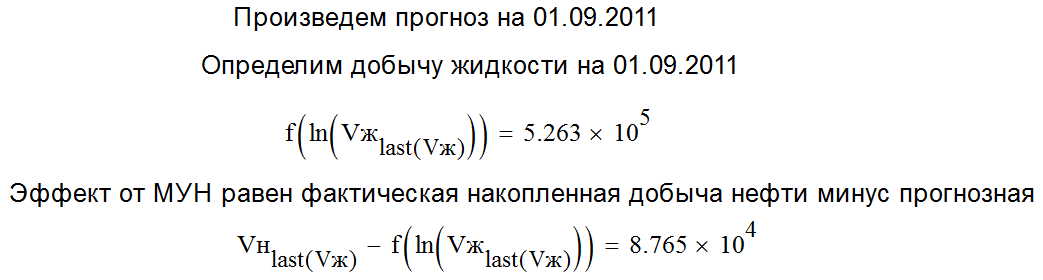 Произведем прогноз на 01.09.2011
Определим добычу жидкости на 01.09.2011
f(ln(Vж_last(Vж))) = 5.263 × 10^5
Эффект от МУН равен фактическая накопленная добыча нефти минус прогнозная
Vн_last(Vж) − f(ln(Vж_last(Vж))) = 8.765 × 10^4